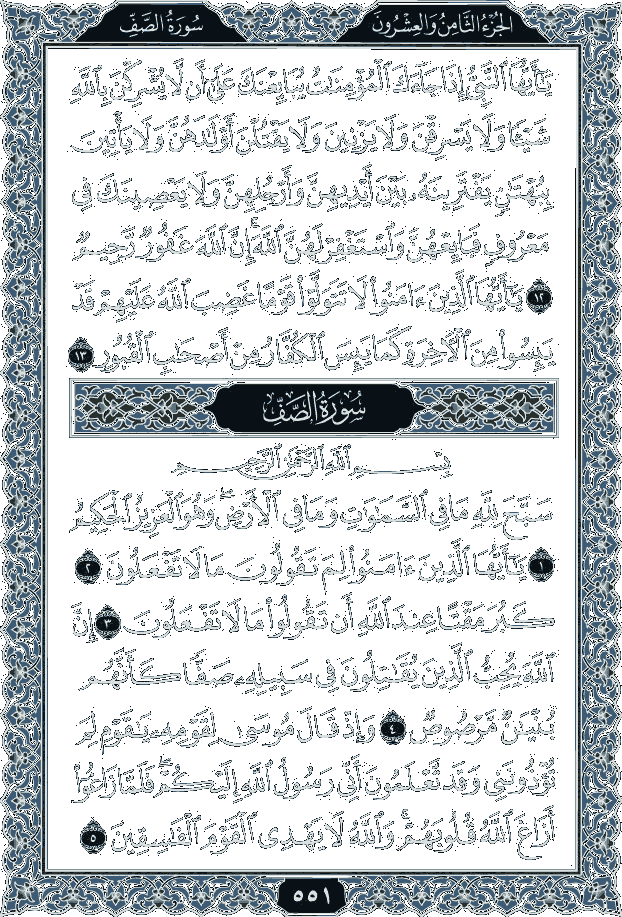 سُورَةُ الصَّفِّ
الجُزْءُ الثَّامِنُ وَالعِشْرُونَ
يَٰٓأَيُّهَا ٱلنَّبِيُّ إِذَا جَآءَكَ ٱلْمُؤْمِنَٰتُ يُبَايِعْنَكَ عَلَىٰٓ أَن لَّا يُشْرِكْنَ بِٱللَّهِ
شَيْـًٔا وَلَا يَسْرِقْنَ وَلَا يَزْنِينَ وَلَا يَقْتُلْنَ أَوْلَٰدَهُنَّ وَلَا يَأْتِينَ
بِبُهْتَٰنٍ يَفْتَرِينَهُۥ بَيْنَ أَيْدِيهِنَّ وَأَرْجُلِهِنَّ وَلَا يَعْصِينَكَ فِى
مَعْرُوفٍ فَبَايِعْهُنَّ وَٱسْتَغْفِرْ لَهُنَّ ٱللَّهَ إِنَّ ٱللَّهَ غَفُورٌ رَّحِيمٌ
١٢ يَٰٓأَيُّهَا ٱلَّذِينَ ءَامَنُوا۟ لَا تَتَوَلَّوْا۟ قَوْمًا غَضِبَ ٱللَّهُ عَلَيْهِمْ قَدْ
يَئِسُوا۟ مِنَ ٱلْءَاخِرَةِ كَمَا يَئِسَ ٱلْكُفَّارُ مِنْ أَصْحَٰبِ ٱلْقُبُورِ ١٣
سُورَةُ الصَّفِّ
بِسْمِ ٱللَّهِ ٱلرَّحْمَٰنِ ٱلرَّحِيمِ
سَبَّحَ لِلَّهِ مَا فِى ٱلسَّمَٰوَٰتِ وَمَا فِى ٱلْأَرْضِ وَهُوَ ٱلْعَزِيزُ ٱلْحَكِيمُ
١ يَٰٓأَيُّهَا ٱلَّذِينَ ءَامَنُوا۟ لِمَ تَقُولُونَ مَا لَا تَفْعَلُونَ ٢
كَبُرَ مَقْتًا عِندَ ٱللَّهِ أَن تَقُولُوا۟ مَا لَا تَفْعَلُونَ ٣ إِنَّ
ٱللَّهَ يُحِبُّ ٱلَّذِينَ يُقَٰتِلُونَ فِى سَبِيلِهِۦ صَفًّا كَأَنَّهُم
بُنْيَٰنٌ مَّرْصُوصٌ ٤ وَإِذْ قَالَ مُوسَىٰ لِقَوْمِهِۦ يَٰقَوْمِ لِمَ
تُؤْذُونَنِى وَقَد تَّعْلَمُونَ أَنِّى رَسُولُ ٱللَّهِ إِلَيْكُمْ فَلَمَّا زَاغُوٓا۟
أَزَاغَ ٱللَّهُ قُلُوبَهُمْ وَٱللَّهُ لَا يَهْدِى ٱلْقَوْمَ ٱلْفَٰسِقِينَ ٥
٥٥١